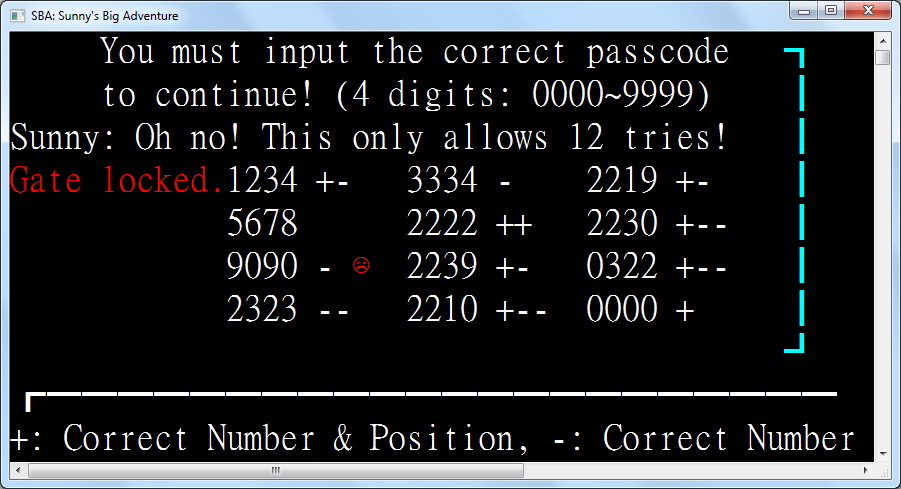 SBA: Sunny's Big Adventure
You must input the correct passcode
to continue! (4 digits: 0000~9999)
Sunny: Oh no! This only allows 12 tries!
Gate locked.1234 +- 3334 - 2219 +-
5678 2222 ++ 2230 +--
9090 - ☹ 2239 +- 0322 +--
2323 -- 2210 +-- 0000 +
+: Correct Number & Position, -: Correct Number